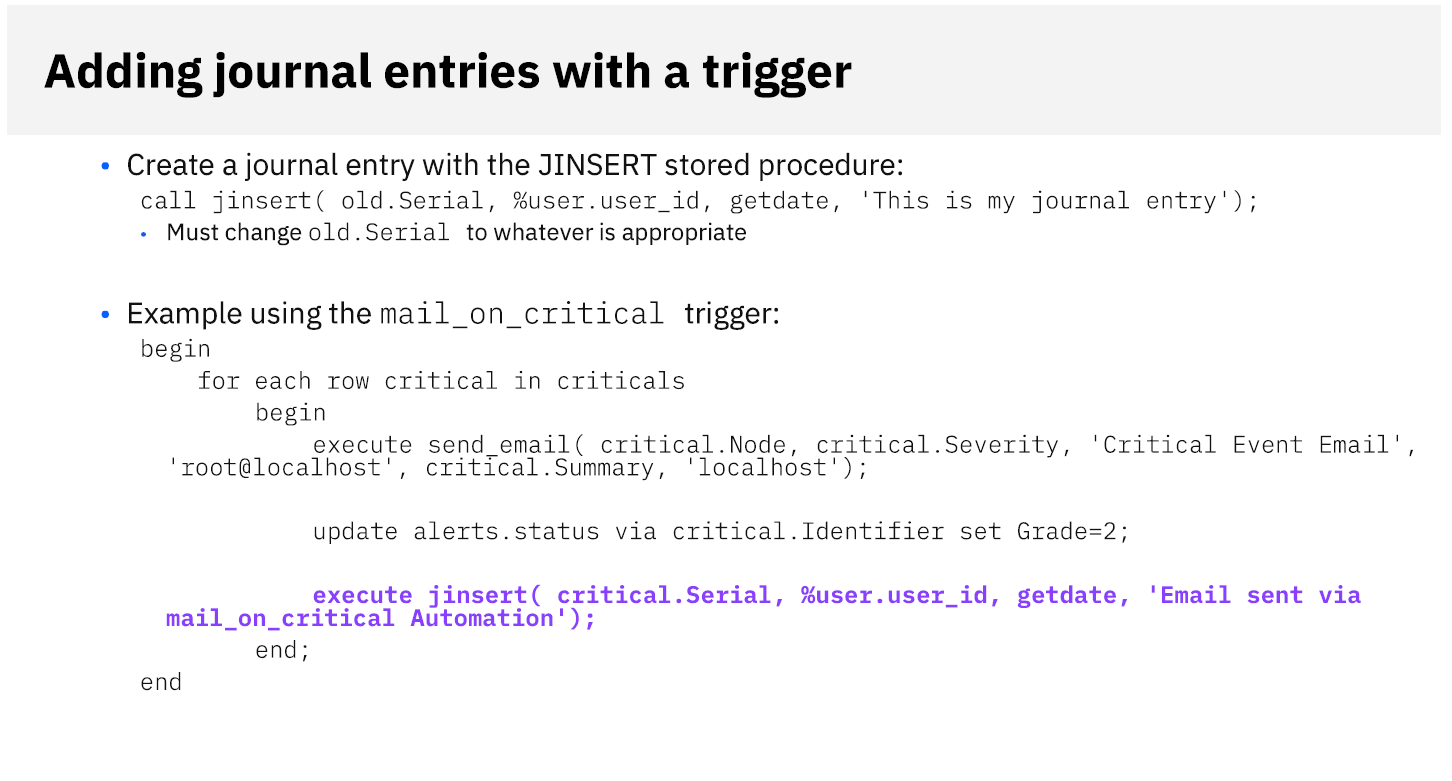 Adding journal entries with a trigger
• Create a journal entry with the JINSERT stored procedure:
call jinsert( old.Serial, %user.user_id, getdate, 'This is my journal entry');
• Must change old.Serial to whatever is appropriate
• Example using the mail_on_critical trigger:
begin
for each row critical in criticals
begin
execute send_email( critical.Node, critical.Severity, 'Critical Event Email',
'root@localhost', critical.Summary, 'localhost');
update alerts.status via critical.Identifier set Grade=2;
execute jinsert( critical.Serial, %user.user_id, getdate, 'Email sent via
mail_on_critical Automation');
end;
end